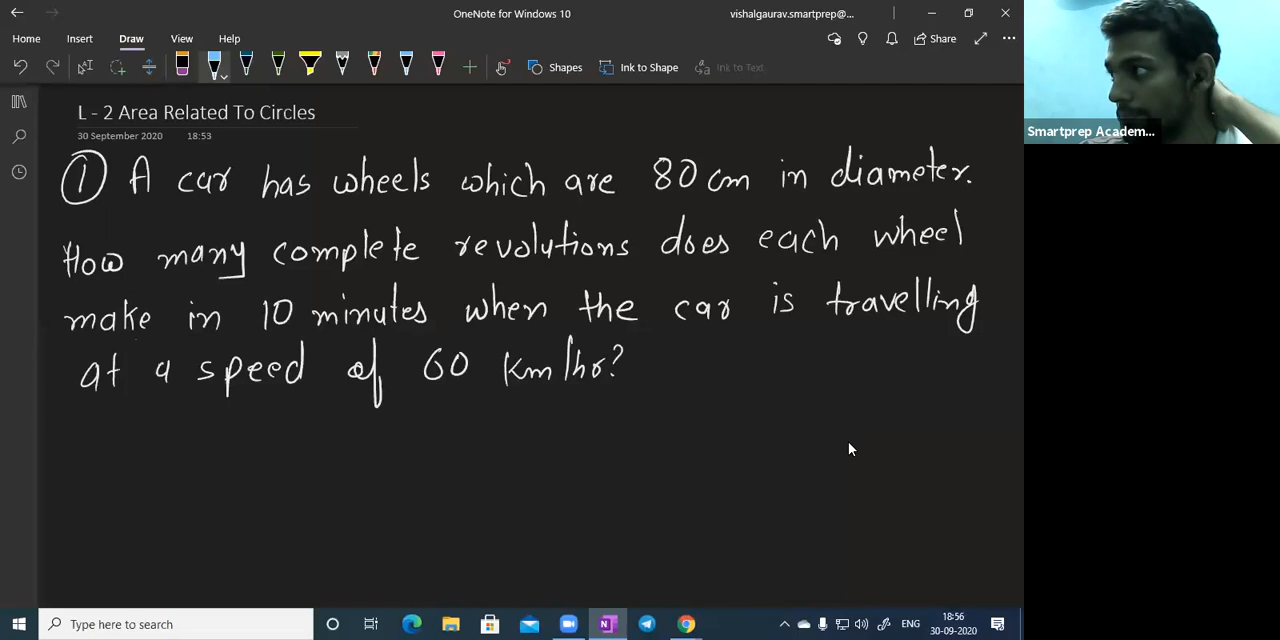 OneNote for Windows 10
vishalgaurav.smartprep@...
Home Insert Draw View Help
Share
Shapes
Ink to Shape
Ink to Text
L - 2 Area Related To Circles
30 September 2020 18:53
Smartprep Academ...
① A car has wheels which are 80 cm in diameter.
How many complete revolutions does each wheel
make in 10 minutes when the car is travelling
at a speed of 60 km/hr?
Type here to search
N
ENG
18:56
30-09-2020